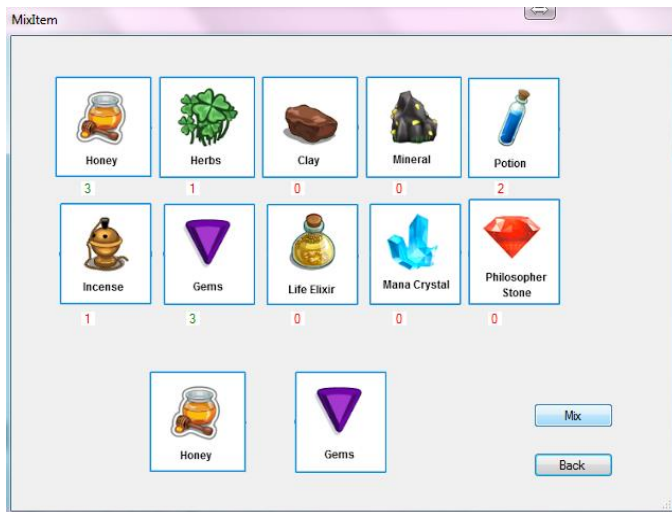 MixItem
Honey
Herbs
Clay
Mineral
Potion
3
1
0
0
2
Incense
Gems
Life Elixir
Mana Crystal
Philosopher
Stone
1
3
0
0
0
Honey
Gems
Mix
Back